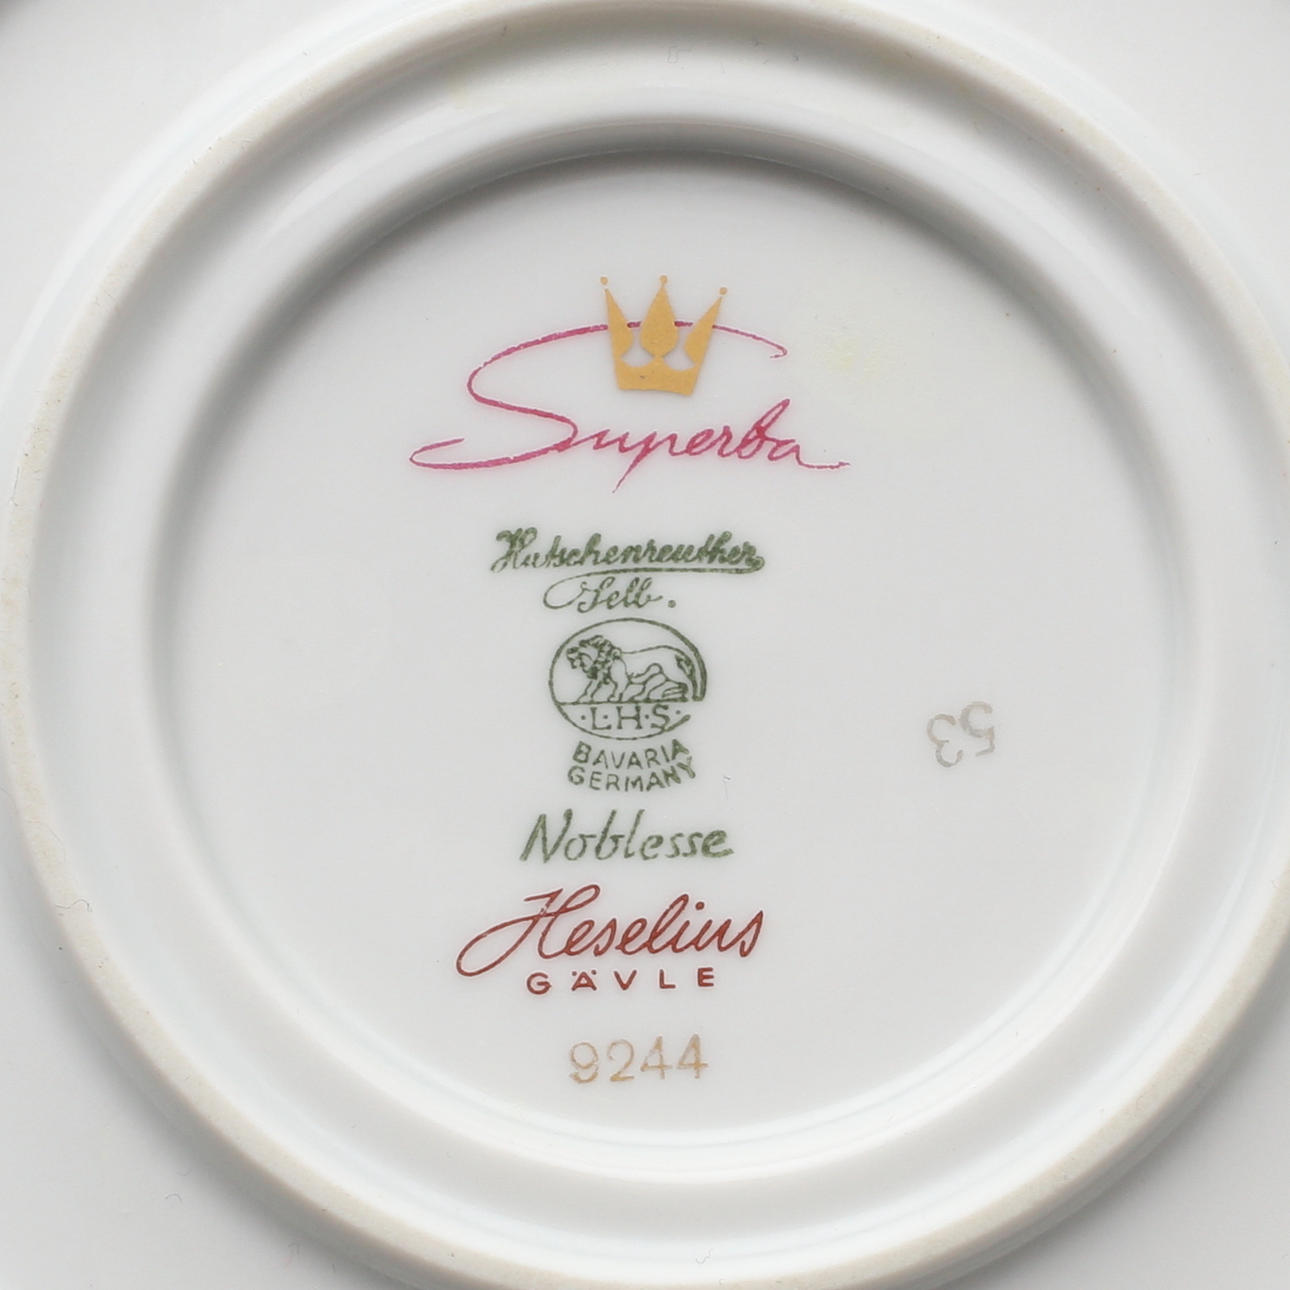 Superba
Hutschenreuther
Selb.
·L·H·S·
BAVARIA
GERMANY
Noblesse
Heselius
GÄVLE
9244
53